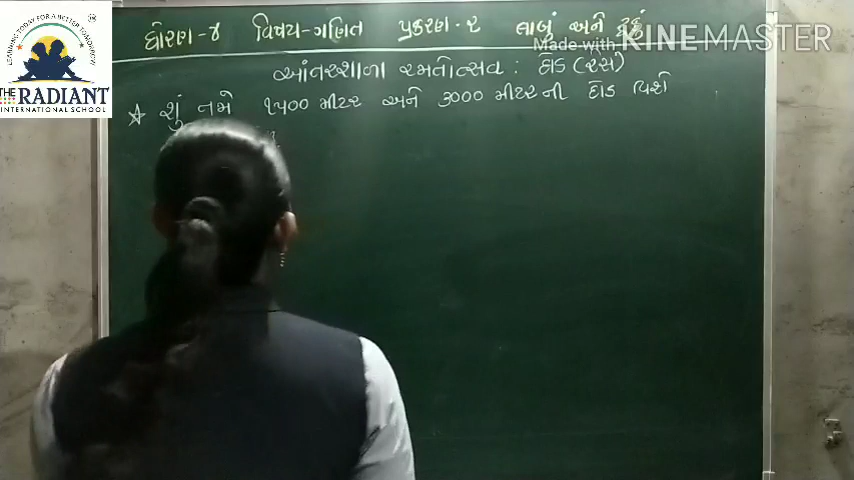 LEARNING TODAY FOR A BETTER TOMORROW
THE RADIANT
INTERNATIONAL SCHOOL
ધોરણ-૪ વિષય-ગણિત પ્રકરણ-૨ લાબું અને ટૂંકું
Made with KINEMASTER
આંતરશાળા રમતોત્સવ : દોડ (રસ)
☆ શું તમે ૧૫૦૦ મીટર અને ૩૦૦૦ મીટરની દોડ વિશે